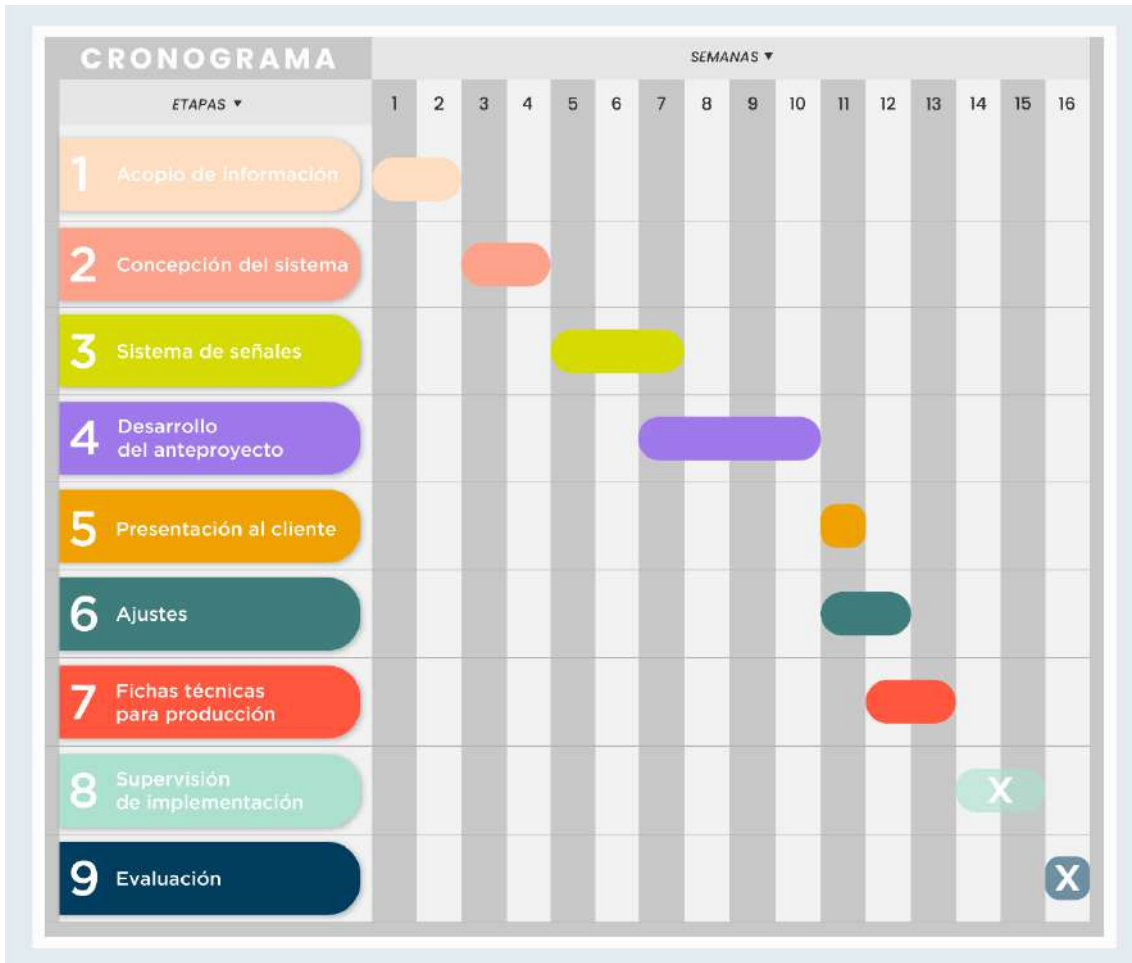 CRONOGRAMA
SEMANAS ▼
ETAPAS ▼
1 2 3 4 5 6 7 8 9 10 11 12 13 14 15 16
1 Acopio de información
2 Concepción del sistema
3 Sistema de señales
4 Desarrollo
del anteproyecto
5 Presentación al cliente
6 Ajustes
7 Fichas técnicas
para producción
8 Supervisión
de implementación
X
9 Evaluación
X